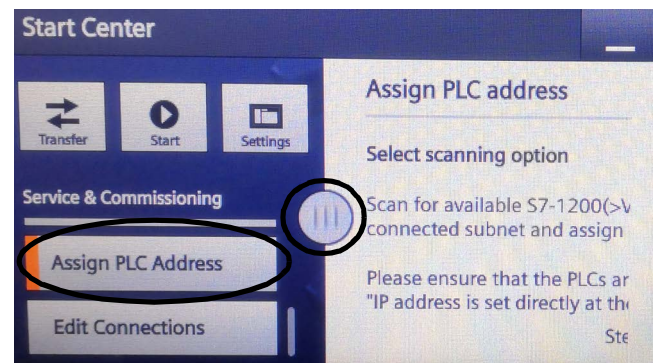 Start Center
Transfer
Start
Settings
Service & Commissioning
Assign PLC Address
Edit Connections
Assign PLC address
Select scanning option
Scan for available S7-1200(>V
connected subnet and assign
Please ensure that the PLCs ar
"IP address is set directly at the
Ste